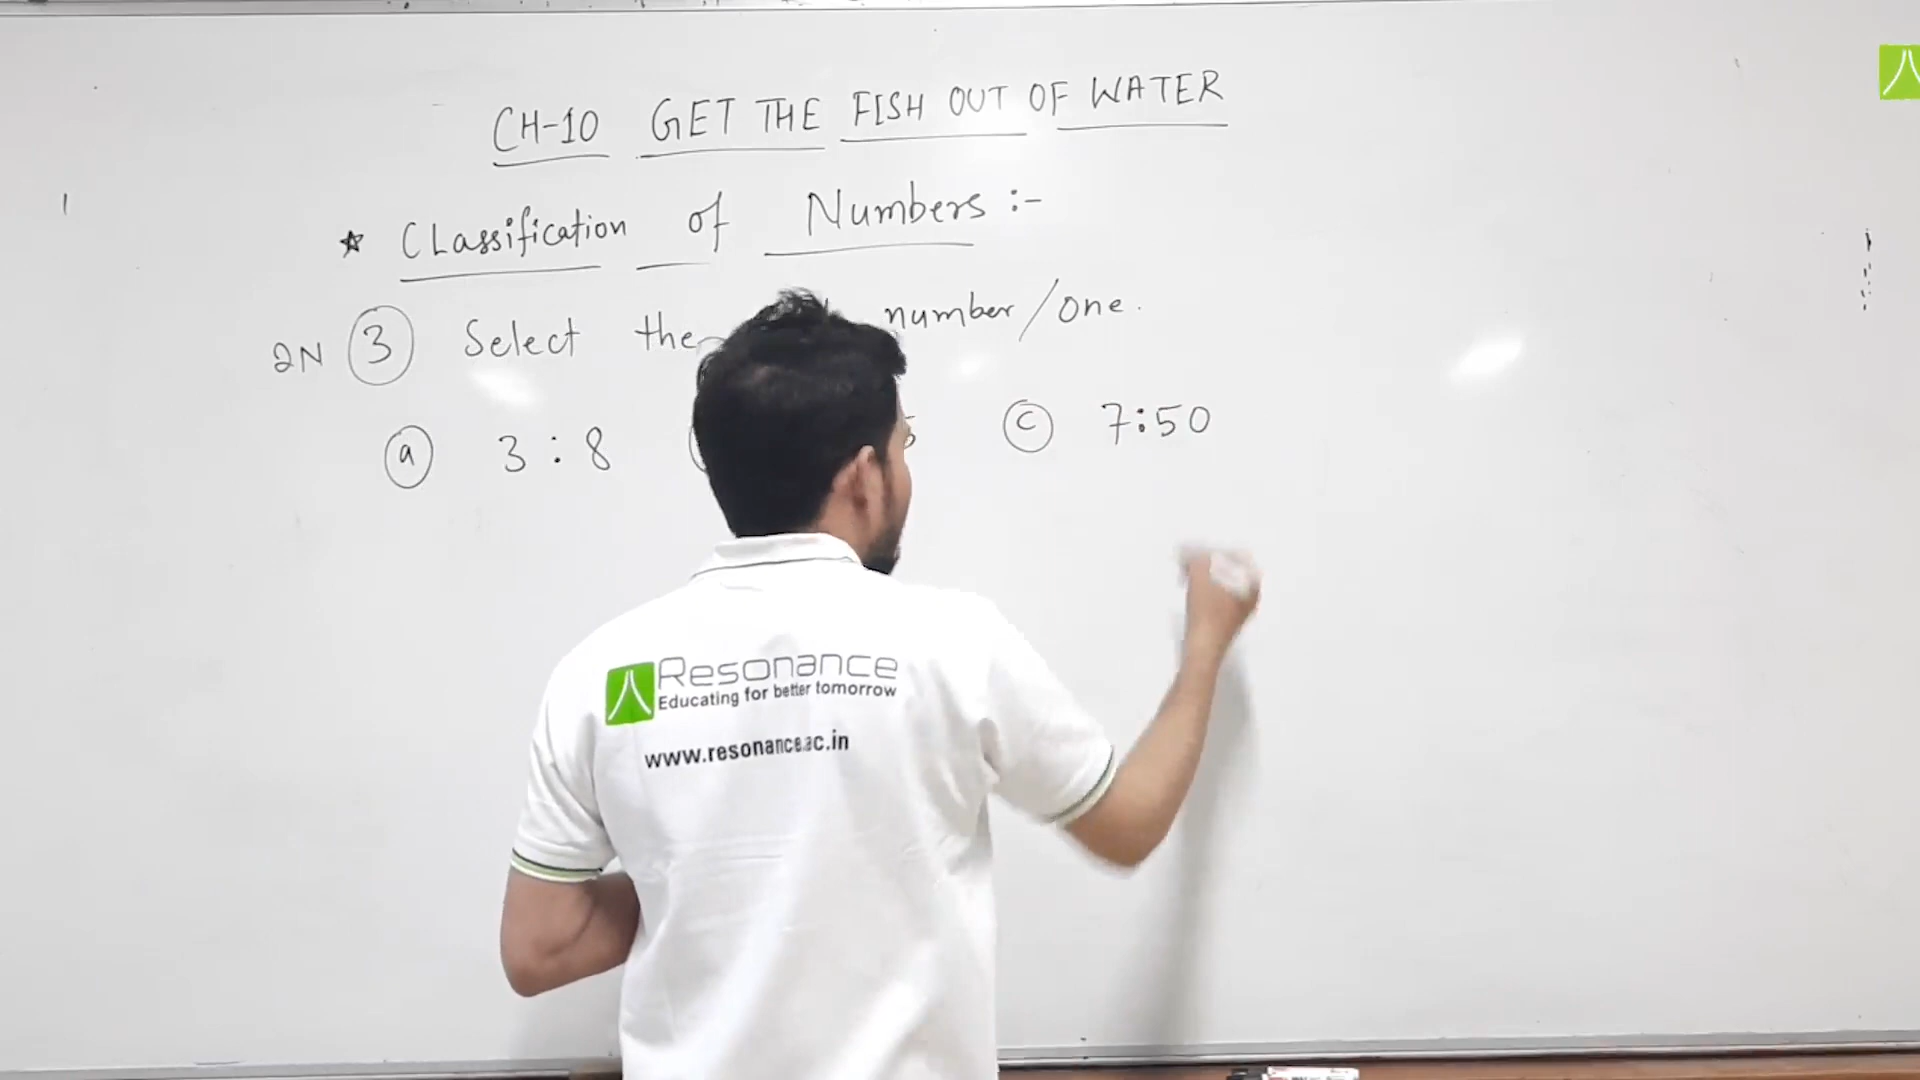 CH-10 GET THE FISH OUT OF WATER
★ Classification of Numbers :-
2N ③ Select the number/one.
ⓐ 3 : 8 ⓒ 7:50
Resonance
Educating for better tomorrow
www.resonance.ac.in